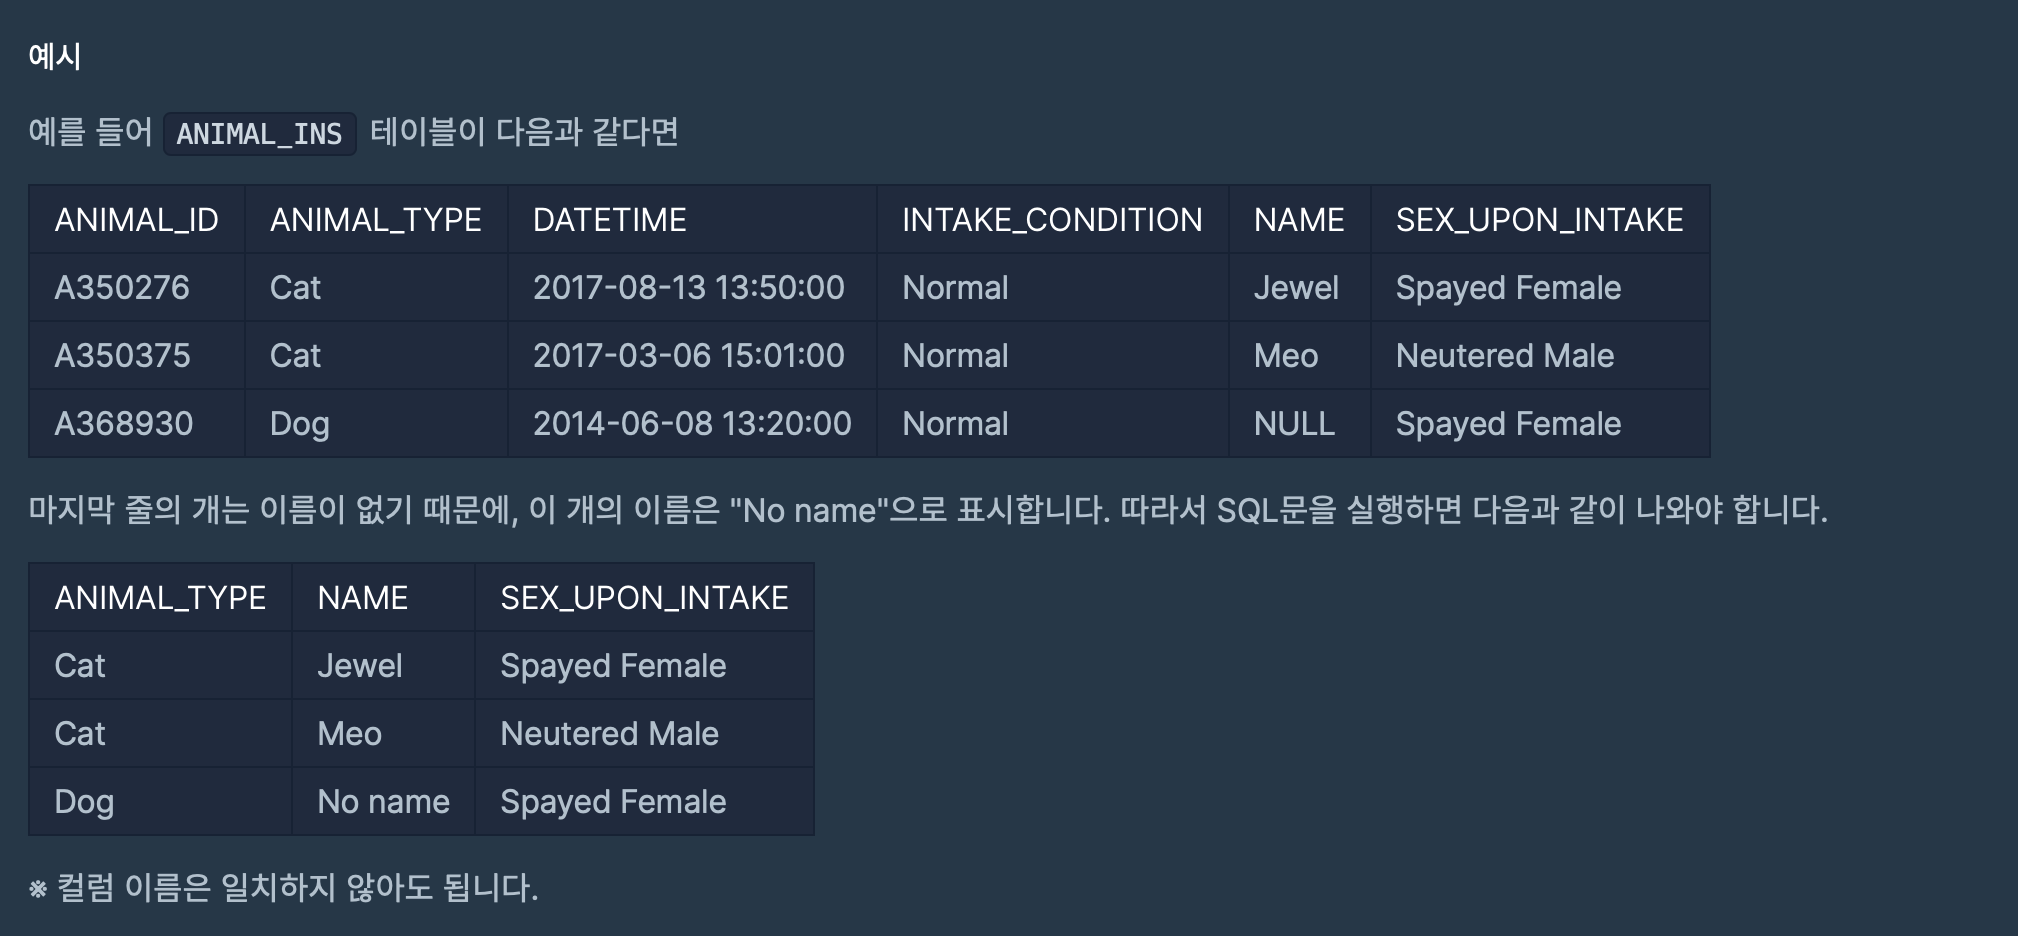 예시
예를 들어 ANIMAL_INS 테이블이 다음과 같다면
ANIMAL_ID ANIMAL_TYPE DATETIME INTAKE_CONDITION NAME SEX_UPON_INTAKE
A350276 Cat 2017-08-13 13:50:00 Normal Jewel Spayed Female
A350375 Cat 2017-03-06 15:01:00 Normal Meo Neutered Male
A368930 Dog 2014-06-08 13:20:00 Normal NULL Spayed Female
마지막 줄의 개는 이름이 없기 때문에, 이 개의 이름은 "No name"으로 표시합니다. 따라서 SQL문을 실행하면 다음과 같이 나와야 합니다.
ANIMAL_TYPE NAME SEX_UPON_INTAKE
Cat Jewel Spayed Female
Cat Meo Neutered Male
Dog No name Spayed Female
※ 컬럼 이름은 일치하지 않아도 됩니다.